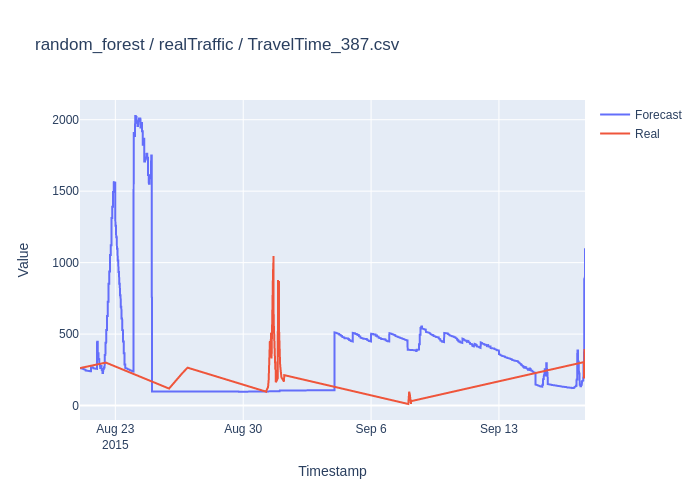 random_forest / realTraffic / TravelTime_387.csv
Forecast
Real
2000
1500
1000
500
0
Value
Aug 23
2015
Aug 30
Sep 6
Sep 13
Timestamp